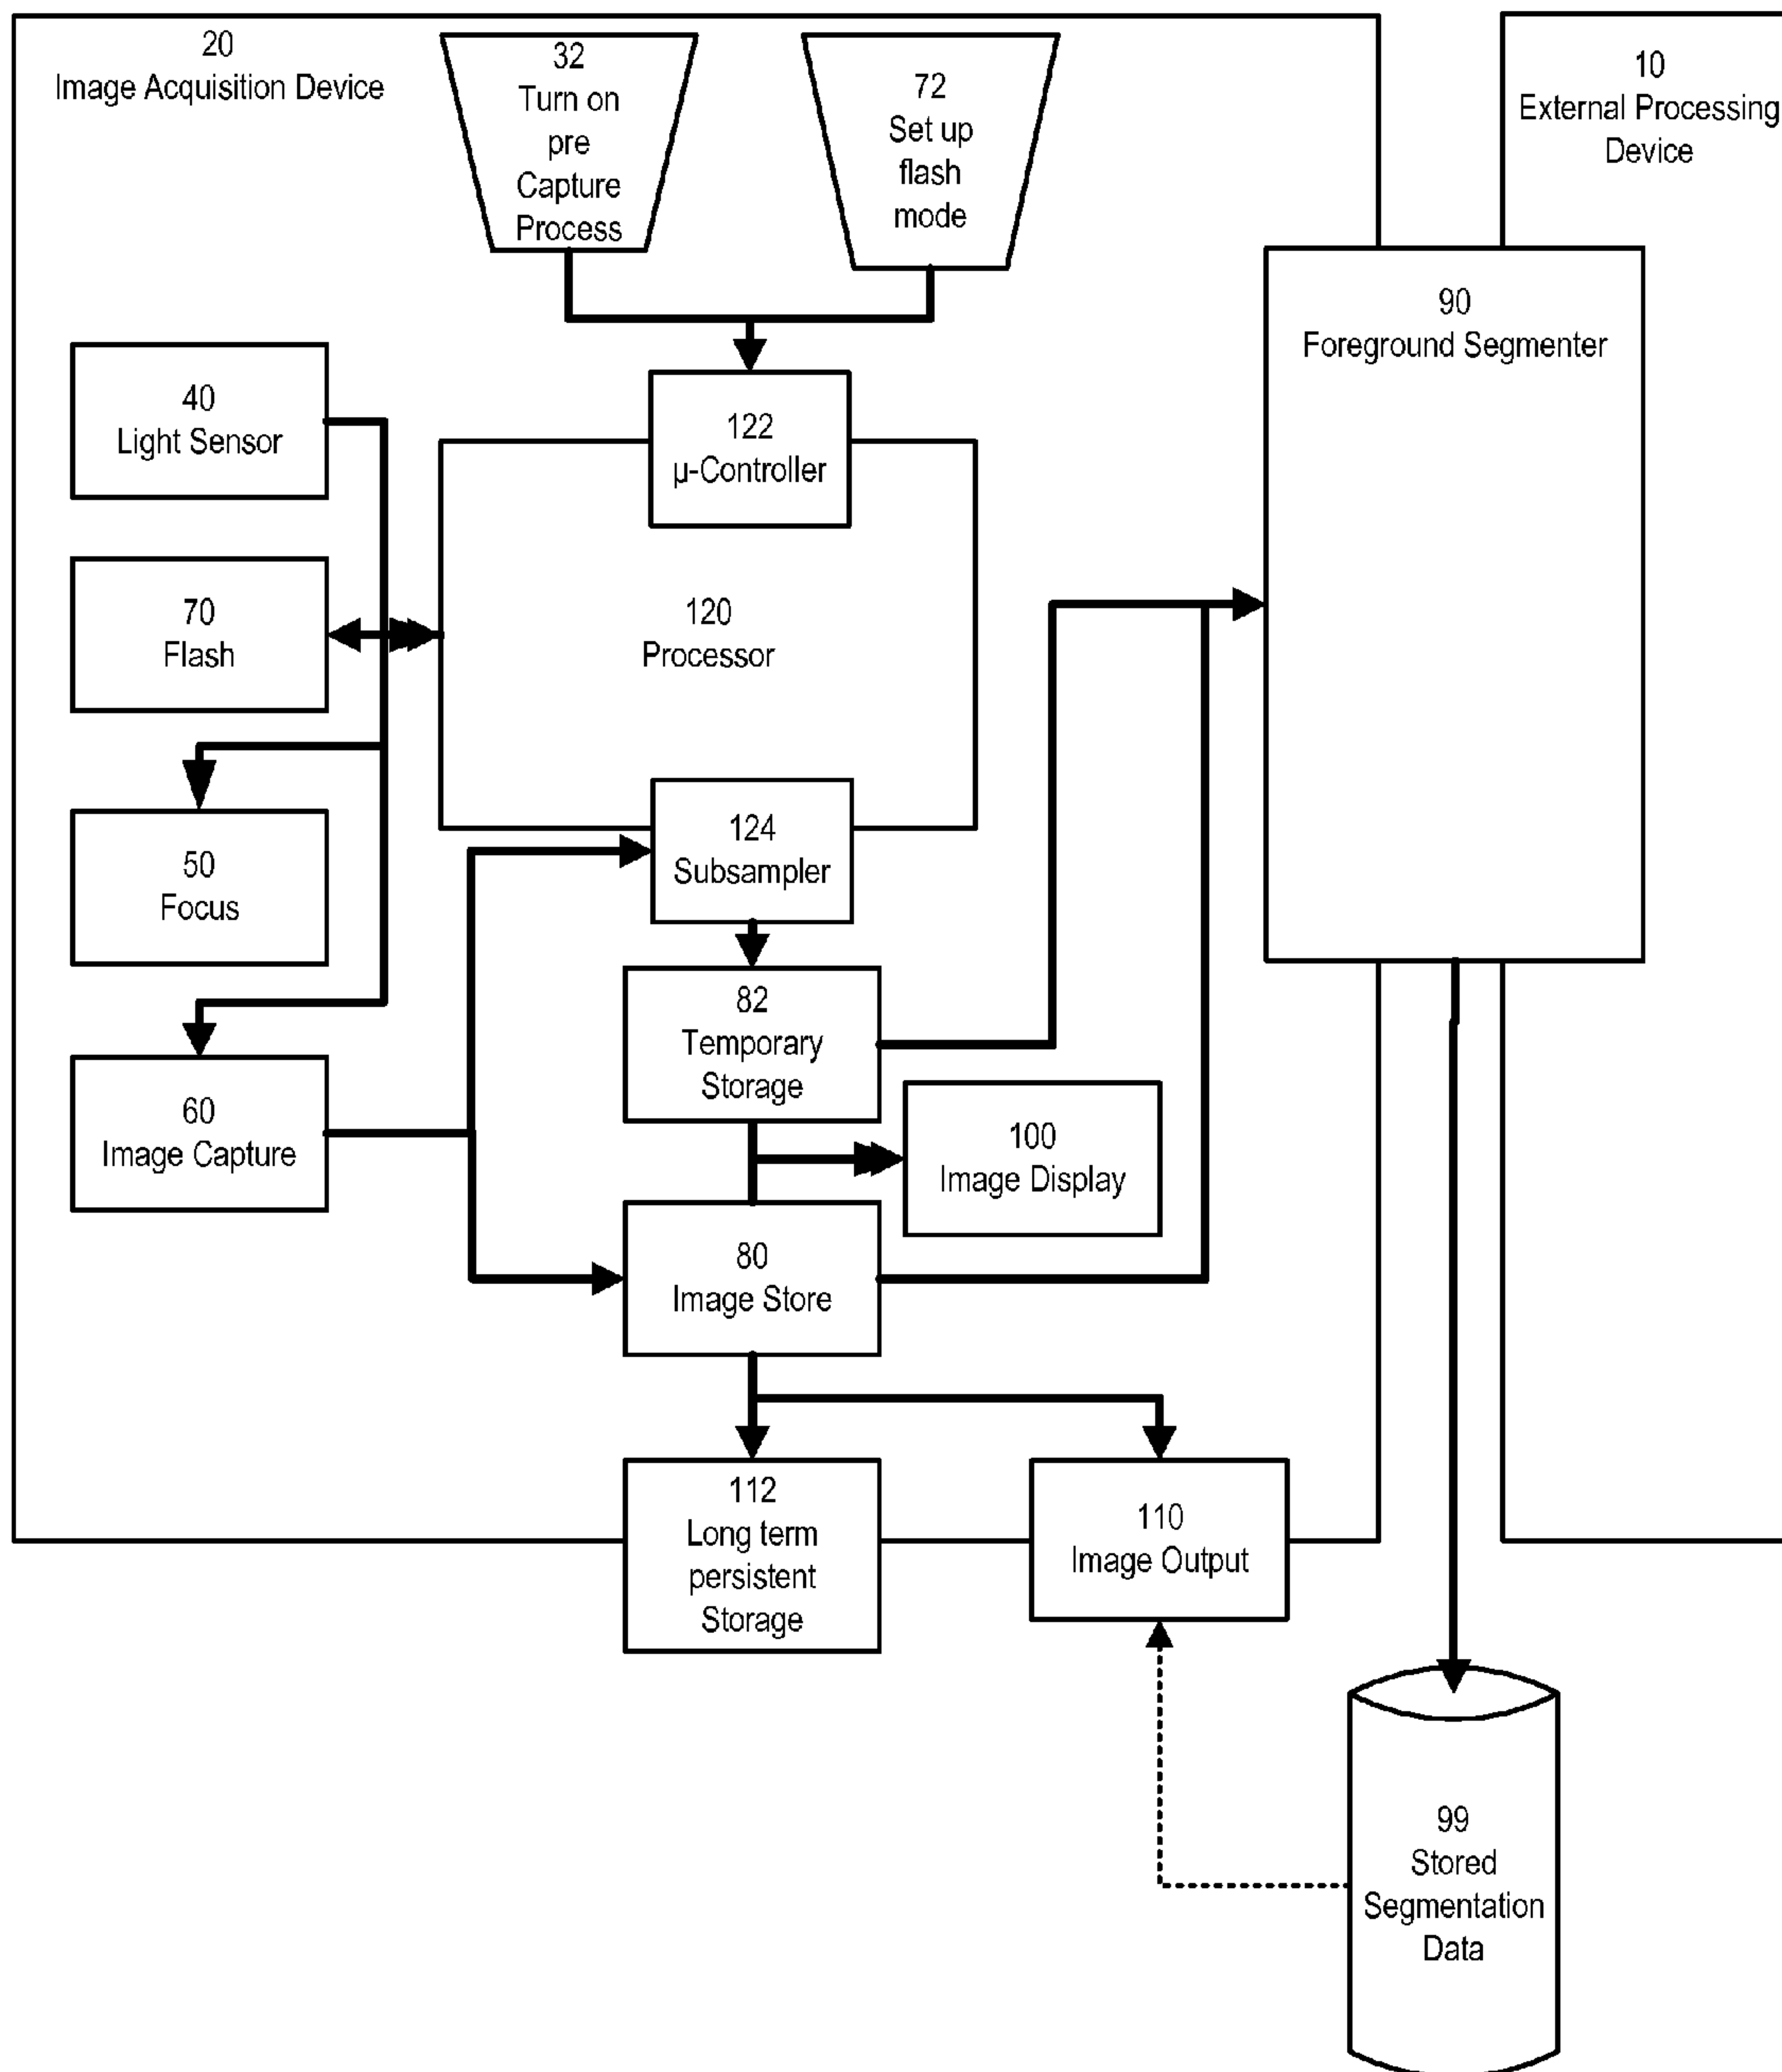 20
Image Acquisition Device
32
Turn on
pre
Capture
Process
72
Set up
flash
mode
10
External Processing
Device
90
Foreground Segmenter
40
Light Sensor
122
µ-Controller
70
Flash
120
Processor
50
Focus
124
Subsampler
82
Temporary
Storage
60
Image Capture
100
Image Display
80
Image Store
112
Long term
persistent
Storage
110
Image Output
99
Stored
Segmentation
Data